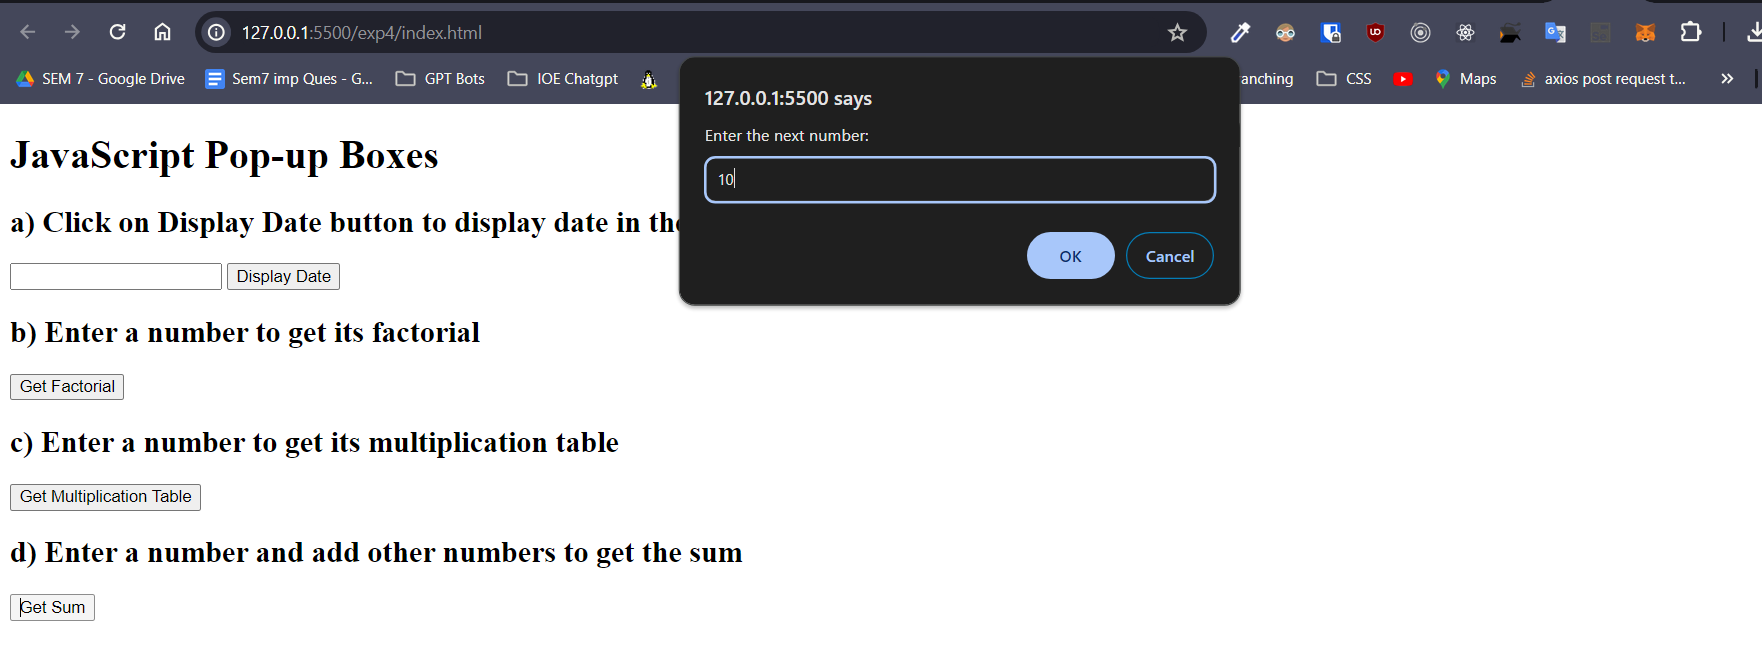 127.0.0.1:5500/exp4/index.html
SEM 7 - Google Drive
Sem7 imp Ques - G...
GPT Bots
IOE Chatgpt
anching
CSS
Maps
axios post request t...
127.0.0.1:5500 says
Enter the next number:
10
OK
Cancel
JavaScript Pop-up Boxes
a) Click on Display Date button to display date in the
Display Date
b) Enter a number to get its factorial
Get Factorial
c) Enter a number to get its multiplication table
Get Multiplication Table
d) Enter a number and add other numbers to get the sum
Get Sum